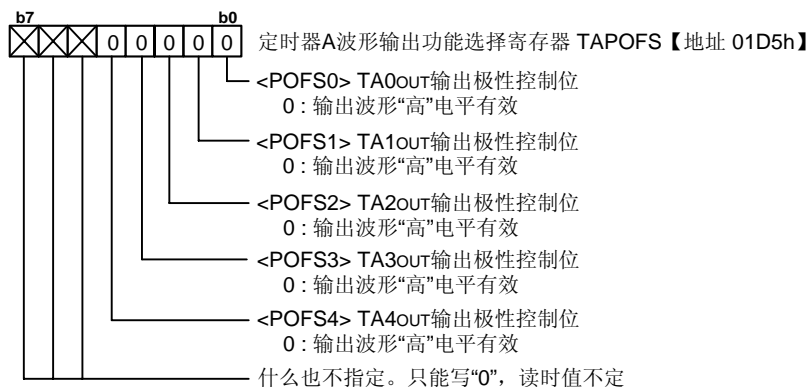 b7 b0
0 0 0 0 0 定时器A波形输出功能选择寄存器 TAPOFS【地址 01D5h】
<POFS0> TA0OUT输出极性控制位
0 : 输出波形“高”电平有效
<POFS1> TA1OUT输出极性控制位
0 : 输出波形“高”电平有效
<POFS2> TA2OUT输出极性控制位
0 : 输出波形“高”电平有效
<POFS3> TA3OUT输出极性控制位
0 : 输出波形“高”电平有效
<POFS4> TA4OUT输出极性控制位
0 : 输出波形“高”电平有效
什么也不指定。只能写“0”，读时值不定